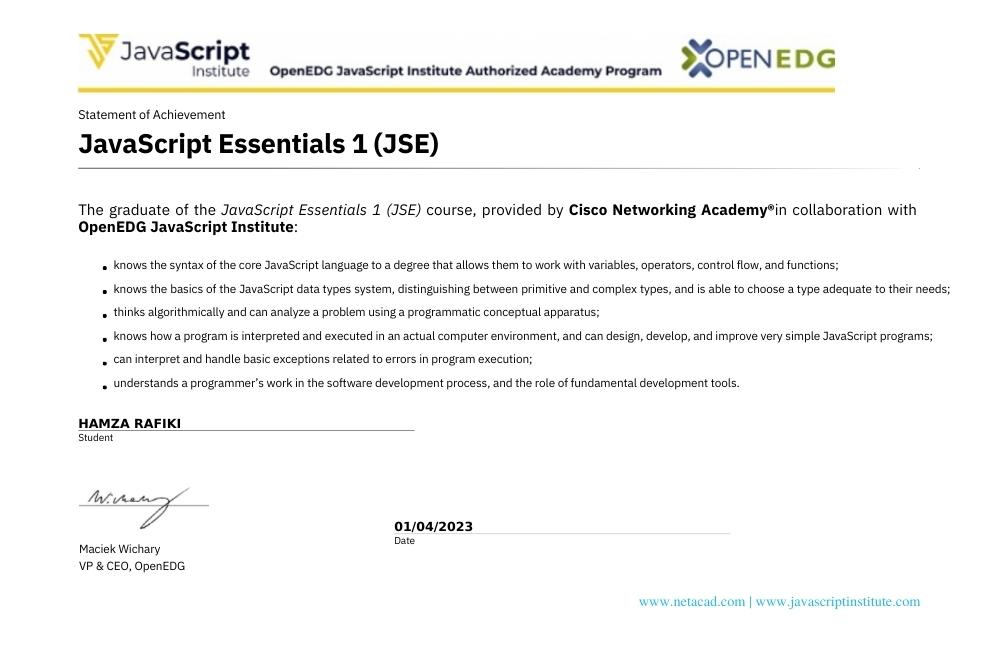 JavaScript
Institute
OpenEDG JavaScript Institute Authorized Academy Program
OPENEDG
Statement of Achievement
JavaScript Essentials 1 (JSE)
The graduate of the JavaScript Essentials 1 (JSE) course, provided by Cisco Networking Academy®in collaboration with
OpenEDG JavaScript Institute:
• knows the syntax of the core JavaScript language to a degree that allows them to work with variables, operators, control flow, and functions;
• knows the basics of the JavaScript data types system, distinguishing between primitive and complex types, and is able to choose a type adequate to their needs;
• thinks algorithmically and can analyze a problem using a programmatic conceptual apparatus;
• knows how a program is interpreted and executed in an actual computer environment, and can design, develop, and improve very simple JavaScript programs;
• can interpret and handle basic exceptions related to errors in program execution;
• understands a programmer’s work in the software development process, and the role of fundamental development tools.
HAMZA RAFIKI
Student
01/04/2023
Date
Maciek Wichary
VP & CEO, OpenEDG
www.netacad.com | www.javascriptinstitute.com